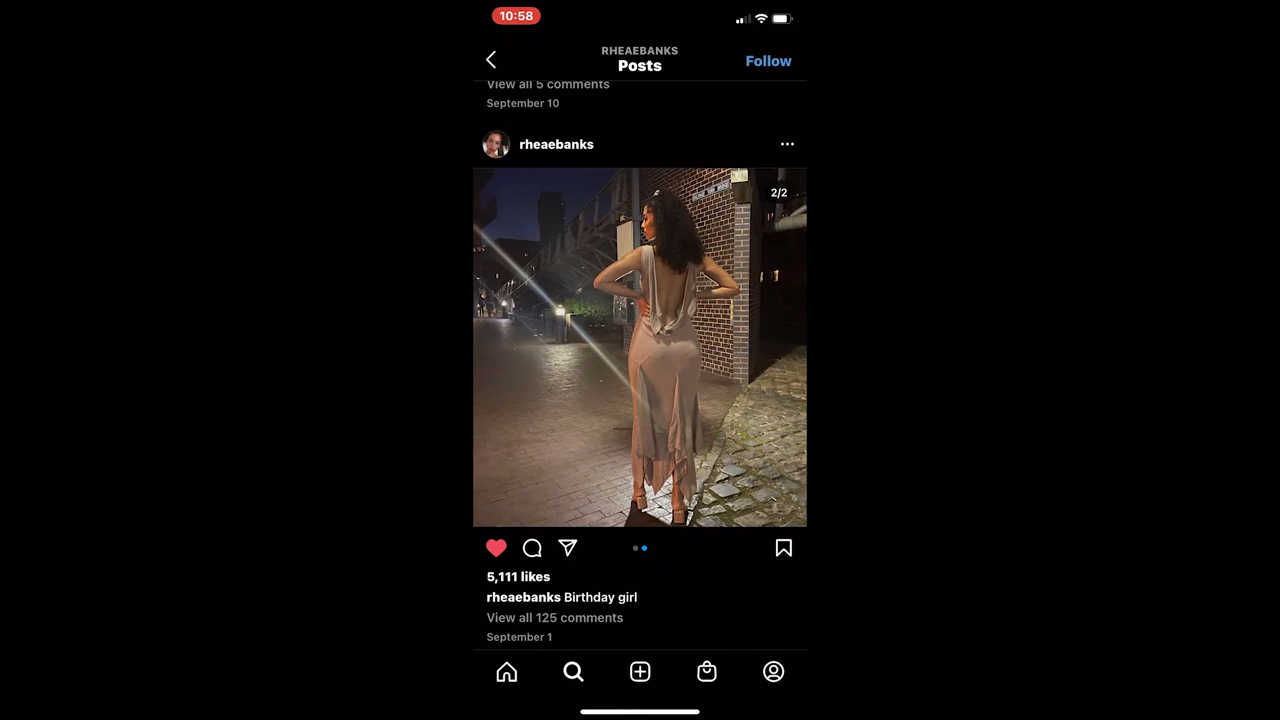 10:58
RHEAEBANKS
Posts
Follow
View all 5 comments
September 10
rheaebanks
2/2
5,111 likes
rheaebanks Birthday girl
View all 125 comments
September 1